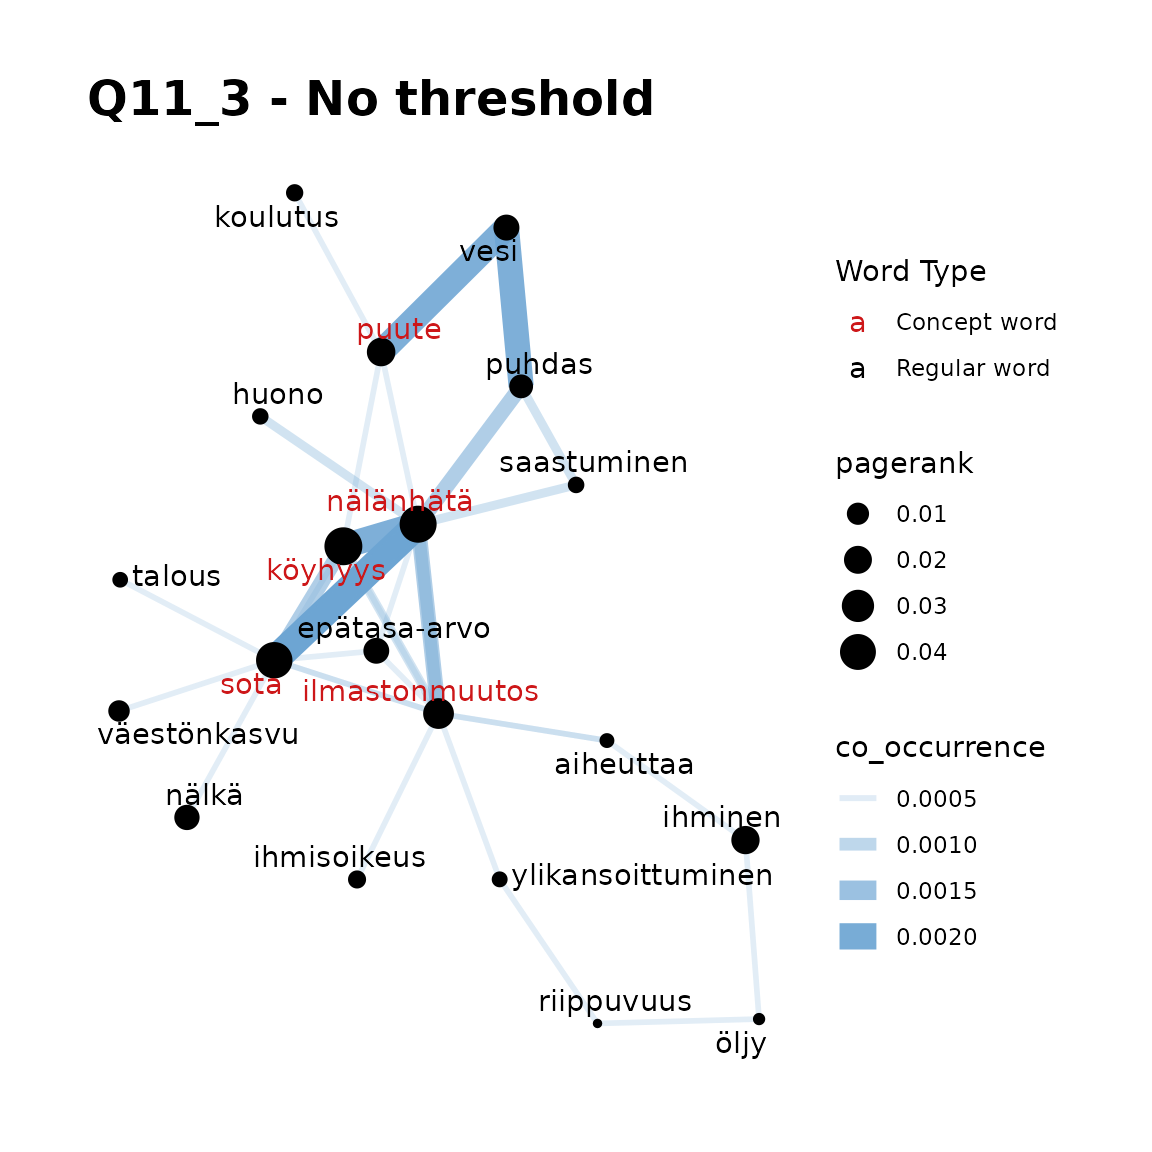 Q11_3 - No threshold
koulutus
vesi
puute
puhdas
huono
saastuminen
nälänhätä
köyhyys
talous
epätasa-arvo
sota
ilmastonmuutos
väestönkasvu
aiheuttaa
nälkä
ihminen
ihmisoikeus
ylikansoittuminen
riippuvuus
öljy
Word Type
a Concept word
a Regular word
pagerank
0.01
0.02
0.03
0.04
co_occurrence
0.0005
0.0010
0.0015
0.0020